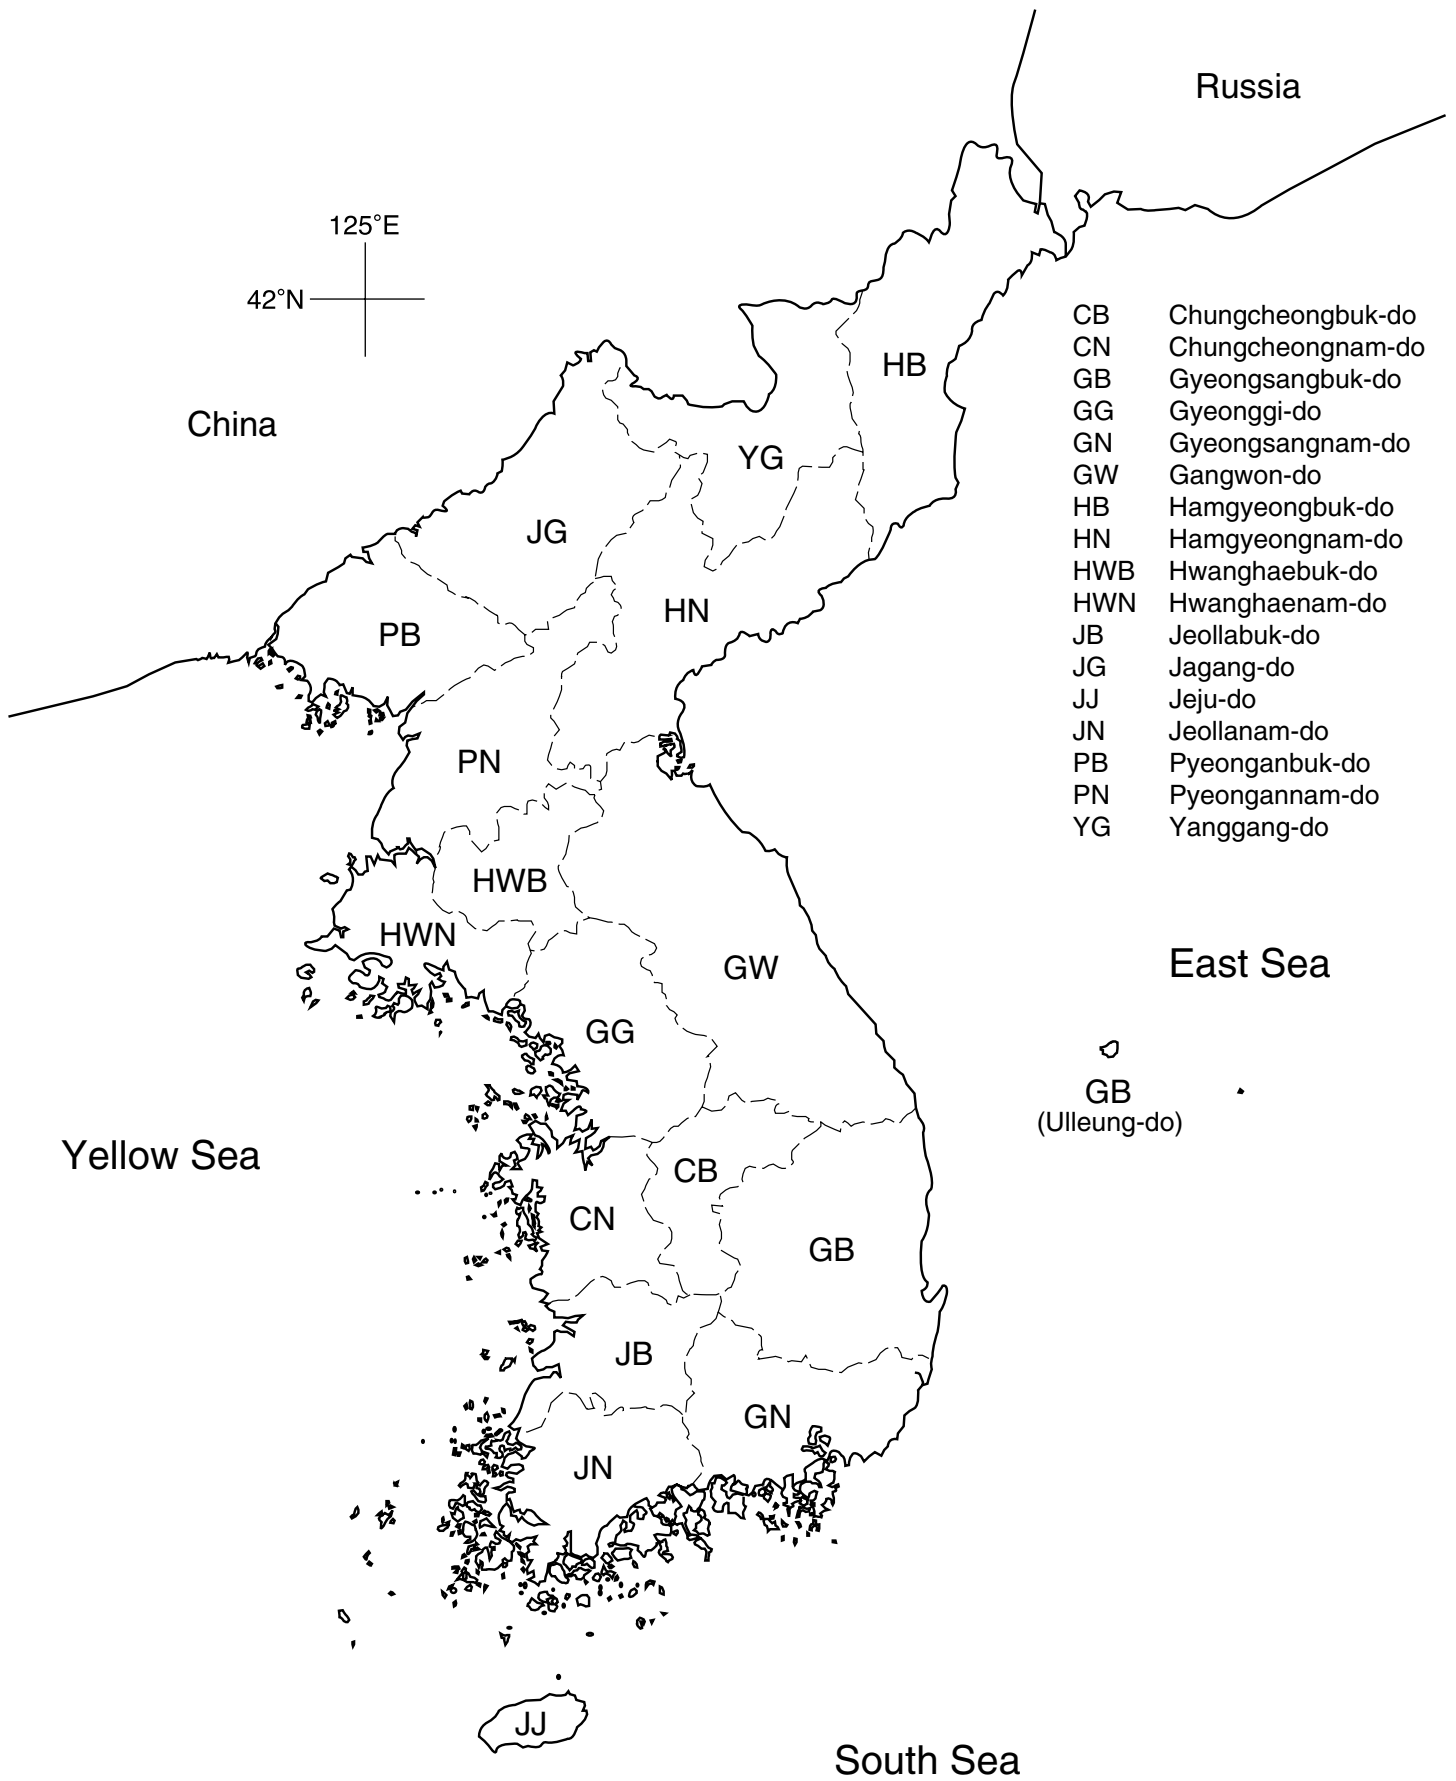 Russia
125°E
42°N
China
CB Chungcheongbuk-do
CN Chungcheongnam-do
GB Gyeongsangbuk-do
GG Gyeonggi-do
GN Gyeongsangnam-do
GW Gangwon-do
HB Hamgyeongbuk-do
HN Hamgyeongnam-do
HWB Hwanghaebuk-do
HWN Hwanghaenam-do
JB Jeollabuk-do
JG Jagang-do
JJ Jeju-do
JN Jeollanam-do
PB Pyeonganbuk-do
PN Pyeongannam-do
YG Yanggang-do
HB
YG
JG
HN
PB
PN
HWB
HWN
GW
East Sea
GG
GB
(Ulleung-do)
Yellow Sea
CB
CN
GB
JB
GN
JN
JJ
South Sea